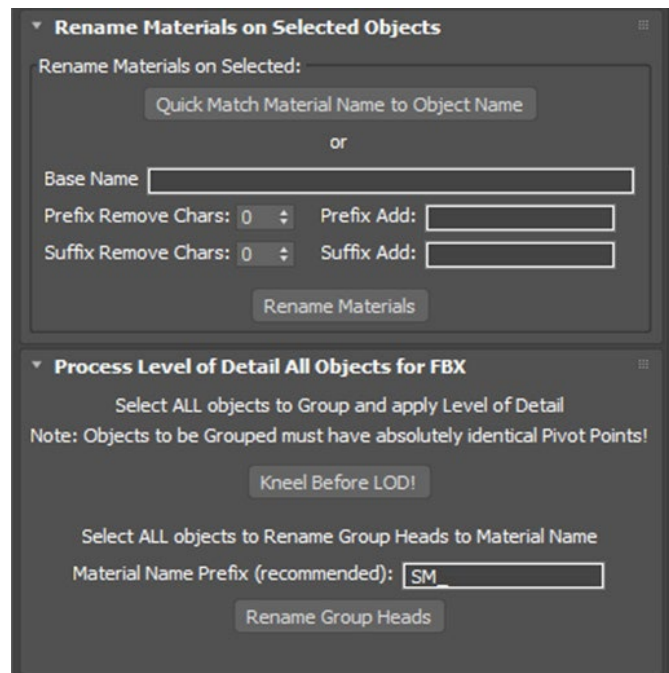 Rename Materials on Selected Objects
Rename Materials on Selected:
Quick Match Material Name to Object Name
or
Base Name
Prefix Remove Chars: 0 Prefix Add:
Suffix Remove Chars: 0 Suffix Add:
Rename Materials
Process Level of Detail All Objects for FBX
Select ALL objects to Group and apply Level of Detail
Note: Objects to be Grouped must have absolutely identical Pivot Points!
Kneel Before LOD!
Select ALL objects to Rename Group Heads to Material Name
Material Name Prefix (recommended): SM_
Rename Group Heads